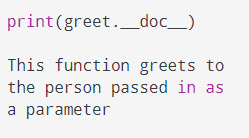 print(greet.__doc__)
This function greets to
the person passed in as
a parameter